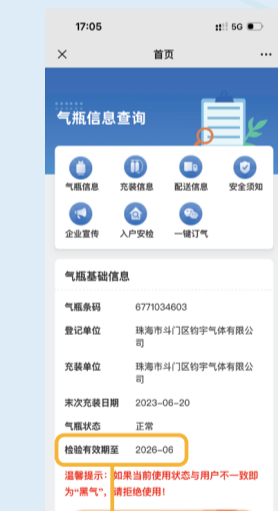 17:05
5G
首页
气瓶信息查询
气瓶信息 充装信息 配送信息 安全须知
企业宣传 入户安检 一键订气
气瓶基础信息
气瓶条码 6771034603
登记单位 珠海市斗门区钧宇气体有限公
司
充装单位 珠海市斗门区钧宇气体有限公
司
末次充装日期 2023-06-20
气瓶状态 正常
检验有效期至 2026-06
温馨提示：如果当前使用状态与用户不一致即
为“黑气”，请拒绝使用！